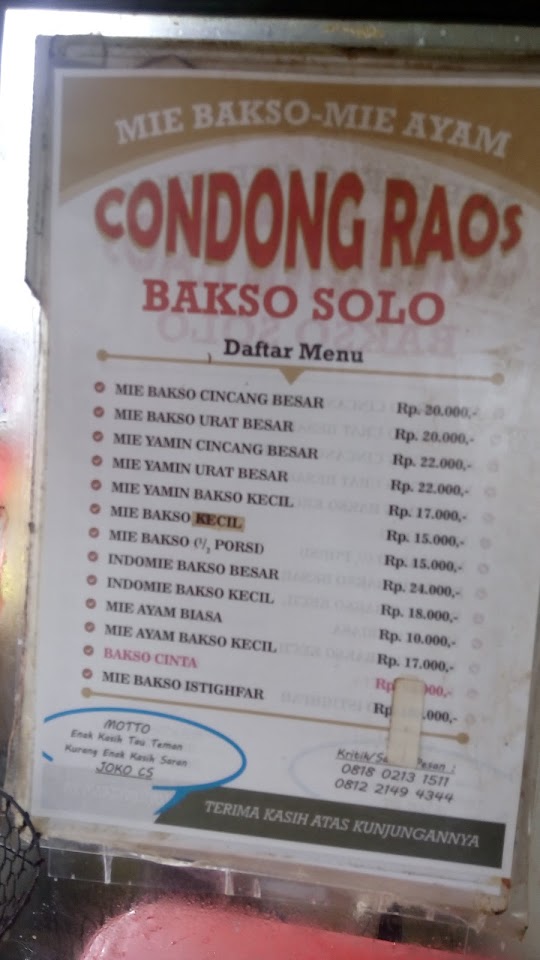 MIE BAKSO-MIE AYAM
CONDONG RAOS
BAKSO SOLO
Daftar Menu
MIE BAKSO CINCANG BESAR Rp. 20.000,-
MIE BAKSO URAT BESAR Rp. 20.000,-
MIE YAMIN CINCANG BESAR Rp. 22.000,-
MIE YAMIN URAT BESAR Rp. 22.000,-
MIE YAMIN BAKSO KECIL Rp. 17.000,-
MIE BAKSO KECIL Rp. 15.000,-
MIE BAKSO (1/2 PORSI) Rp. 15.000,-
INDOMIE BAKSO BESAR Rp. 24.000,-
INDOMIE BAKSO KECIL Rp. 18.000,-
MIE AYAM BIASA Rp. 10.000,-
MIE AYAM BAKSO KECIL Rp. 17.000,-
BAKSO CINTA
MIE BAKSO ISTIGHFAR
MOTTO
Enak Kasih Tau Teman
Kurang Enak Kasih Saran
JOKO CS
Kritik/ Pesan :
0818 0213 1511
0812 2149 4344
TERIMA KASIH ATAS KUNJUNGANNYA